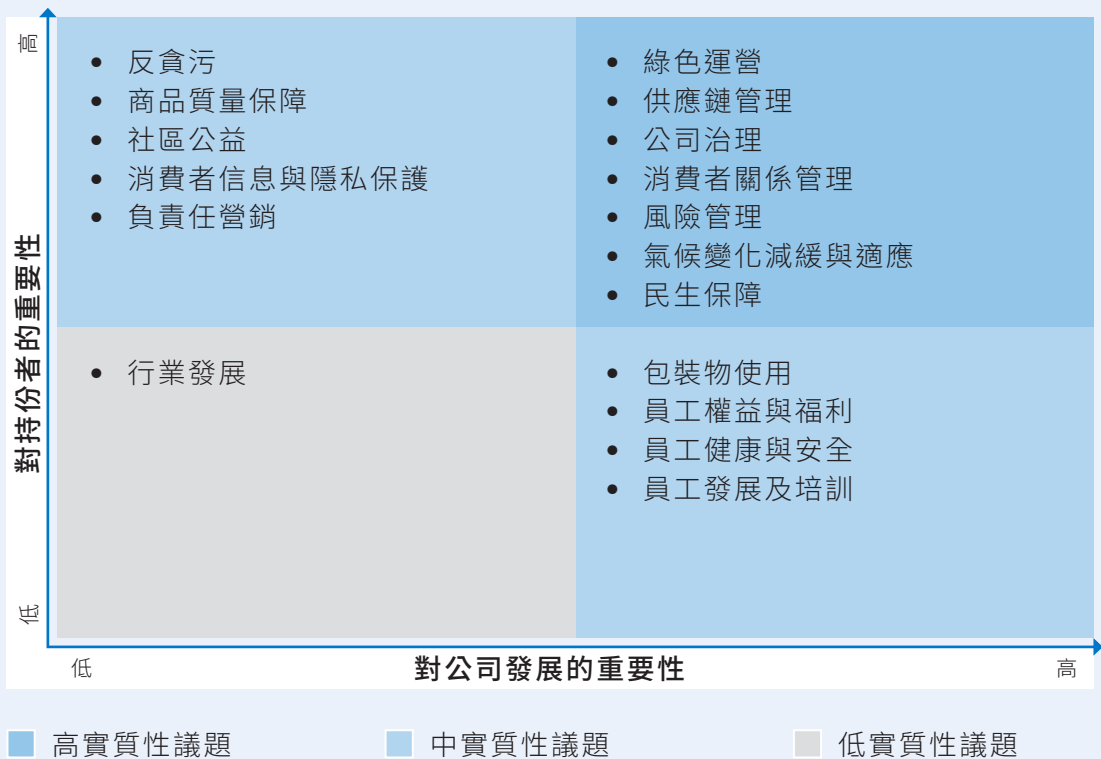 對持份者的重要性
高
低
• 反貪污
• 商品質量保障
• 社區公益
• 消費者信息與隱私保護
• 負責任營銷
• 綠色運營
• 供應鏈管理
• 公司治理
• 消費者關係管理
• 風險管理
• 氣候變化減緩與適應
• 民生保障
• 行業發展
• 包裝物使用
• 員工權益與福利
• 員工健康與安全
• 員工發展及培訓
低
對公司發展的重要性
高
高實質性議題
中實質性議題
低實質性議題